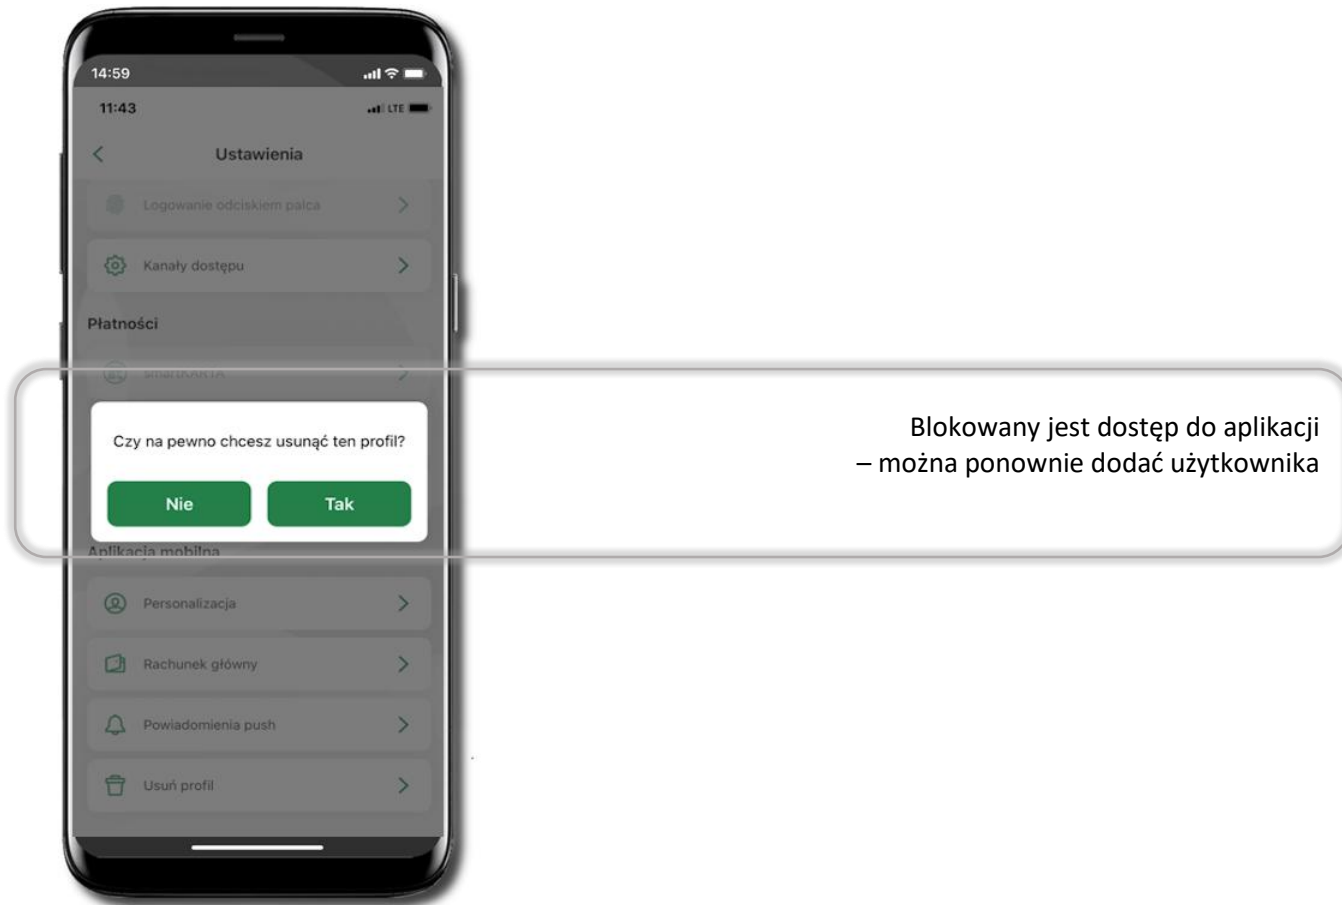 14:59
11:43 LTE
Ustawienia
Logowanie odciskiem palca
Kanały dostępu
Płatności
smartKARTA
Czy na pewno chcesz usunąć ten profil?
Nie Tak
Blokowany jest dostęp do aplikacji
– można ponownie dodać użytkownika
Aplikacja mobilna
Personalizacja
Rachunek główny
Powiadomienia push
Usuń profil